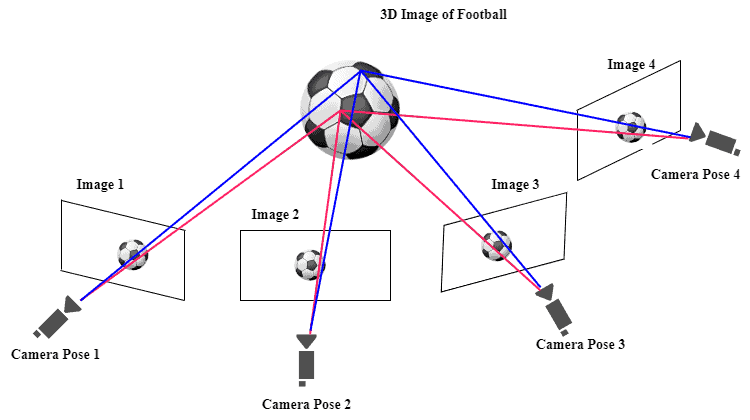 3D Image of Football
Image 4
Camera Pose 4
Image 1
Image 2
Image 3
Camera Pose 1
Camera Pose 2
Camera Pose 3